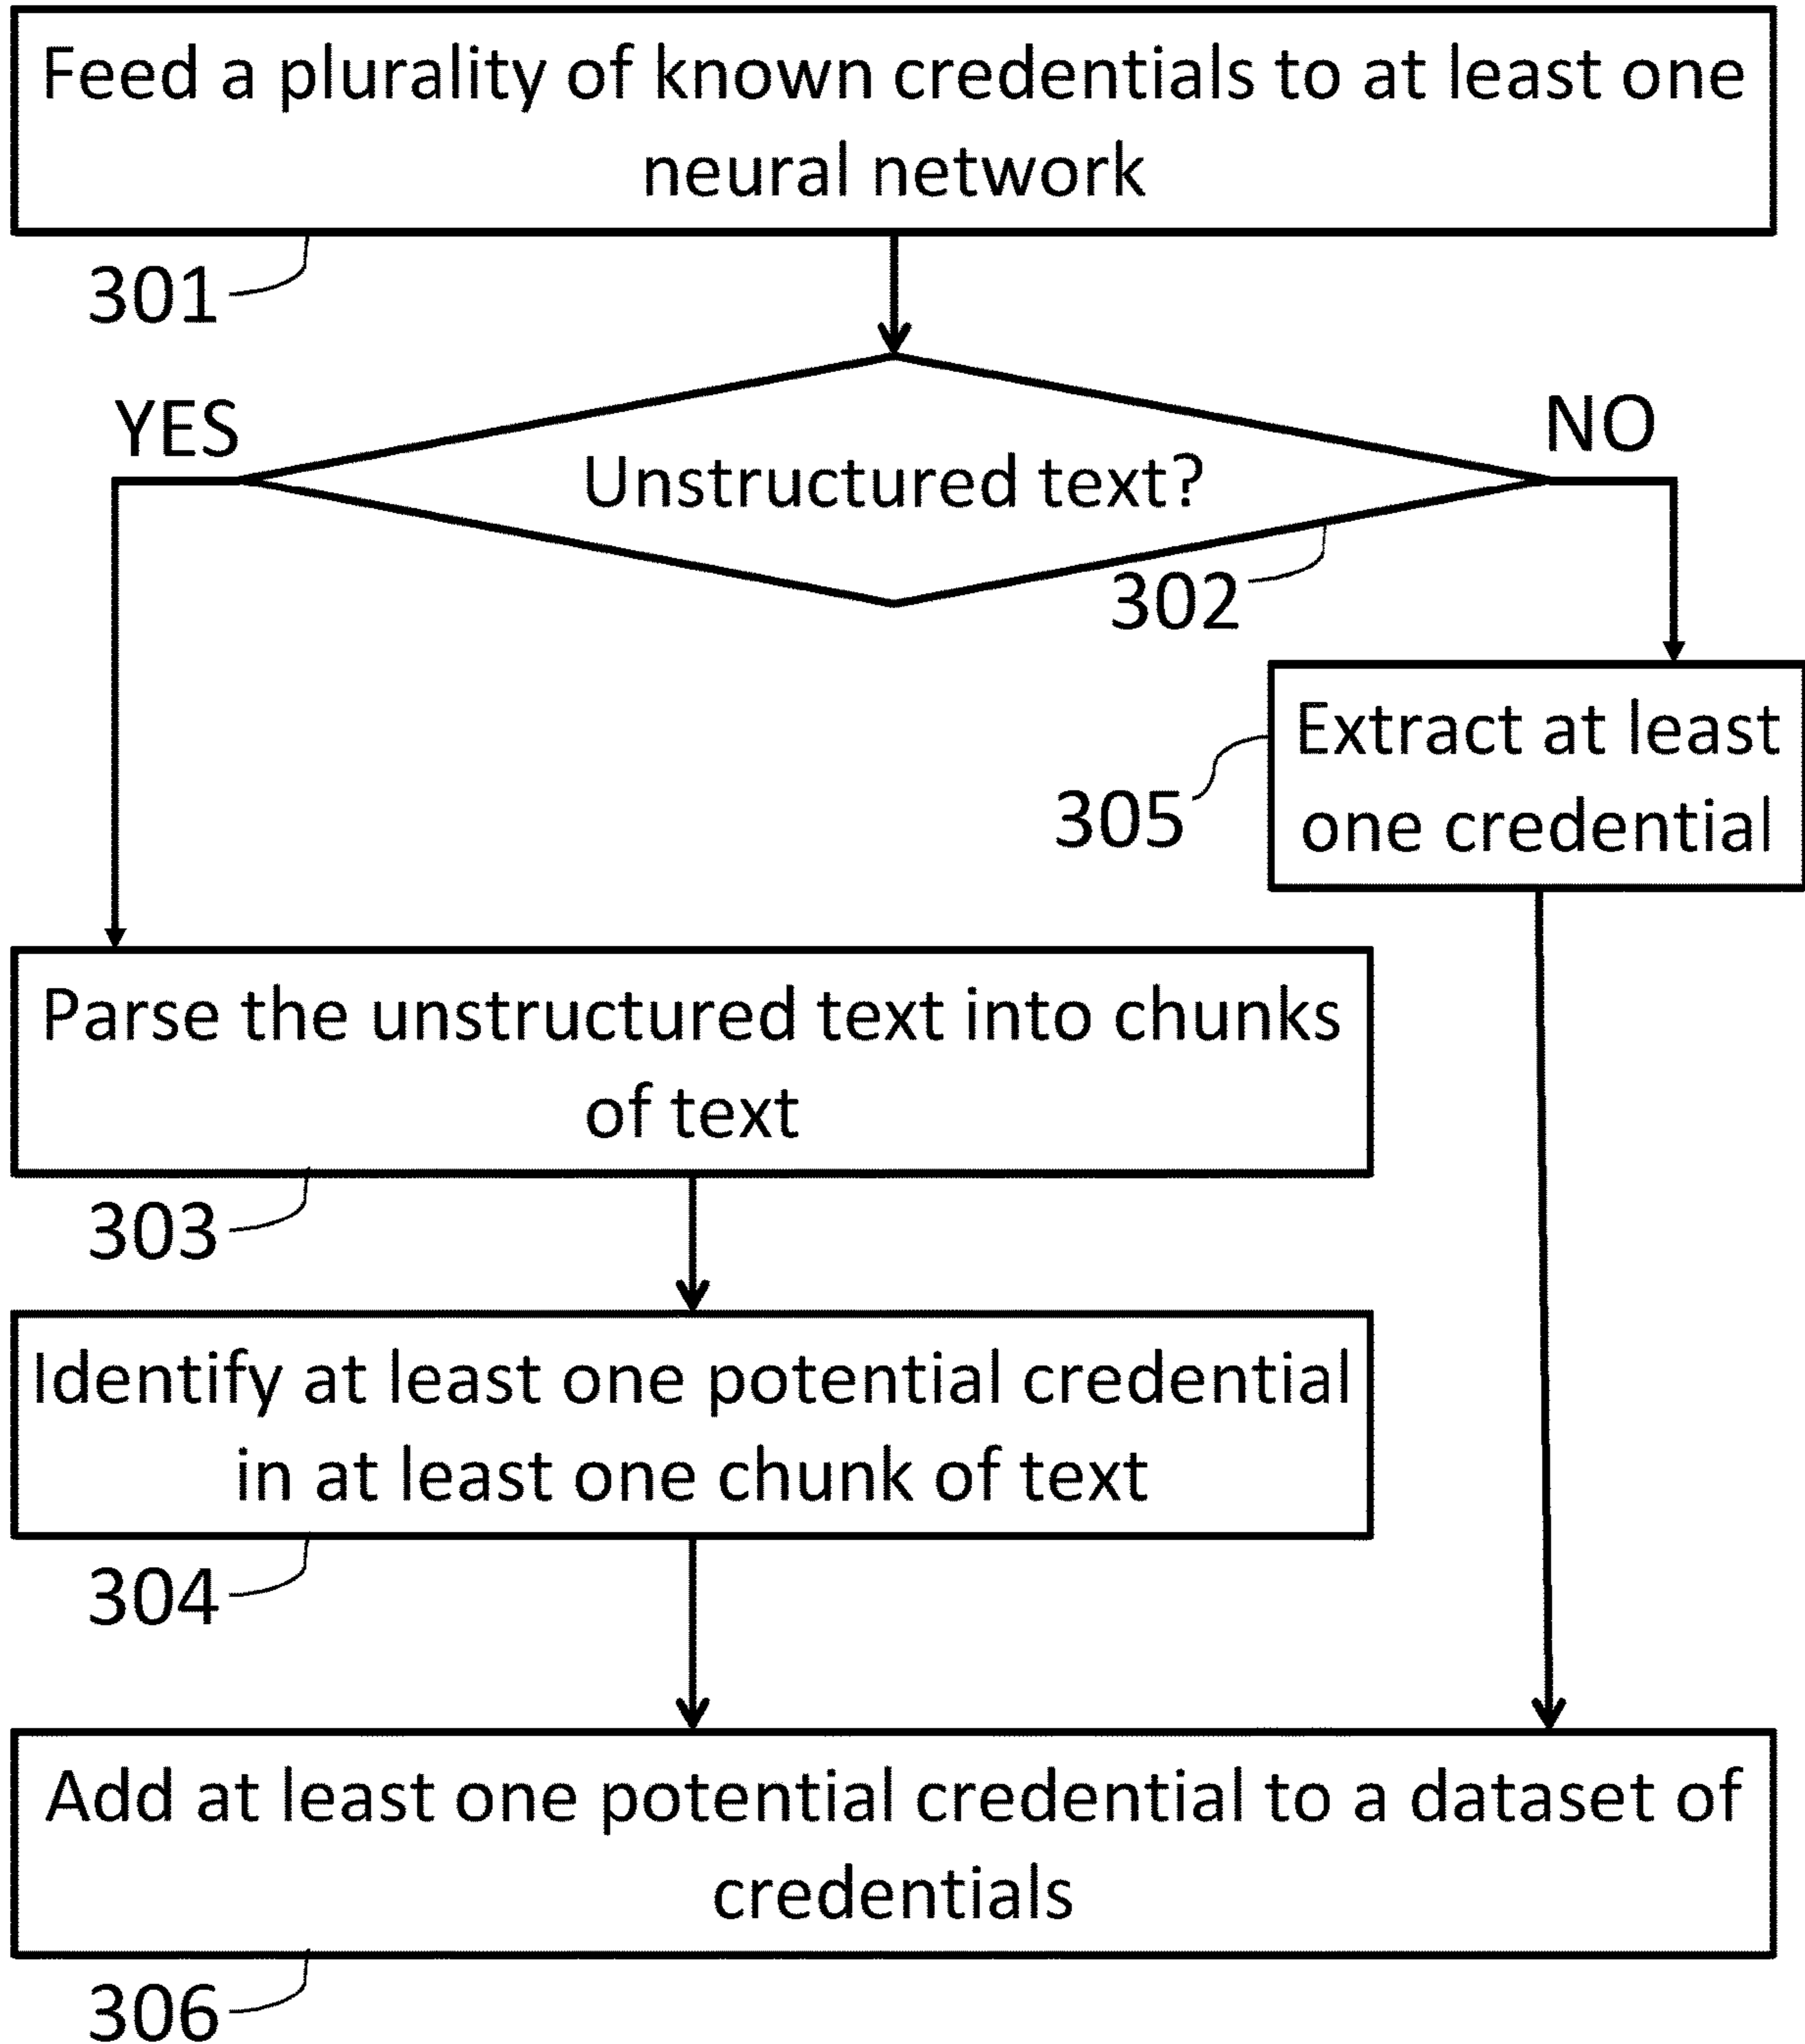 Feed a plurality of known credentials to at least one
neural network
301
YES
NO
Unstructured text?
302
Extract at least
one credential
305
Parse the unstructured text into chunks
of text
303
Identify at least one potential credential
in at least one chunk of text
304
Add at least one potential credential to a dataset of
credentials
306